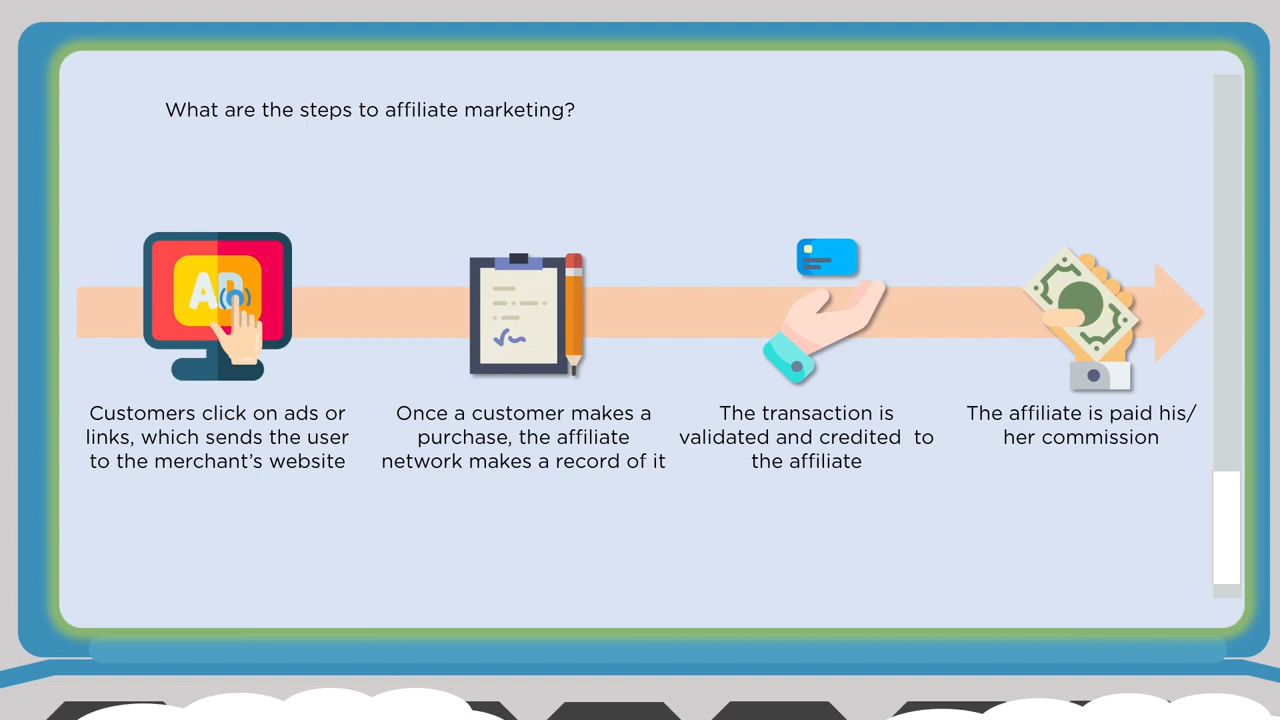 What are the steps to affiliate marketing?
AD
Customers click on ads or
links, which sends the user
to the merchant's website
Once a customer makes a
purchase, the affiliate
network makes a record of it
The transaction is
validated and credited  to
the affiliate
The affiliate is paid his/
her commission